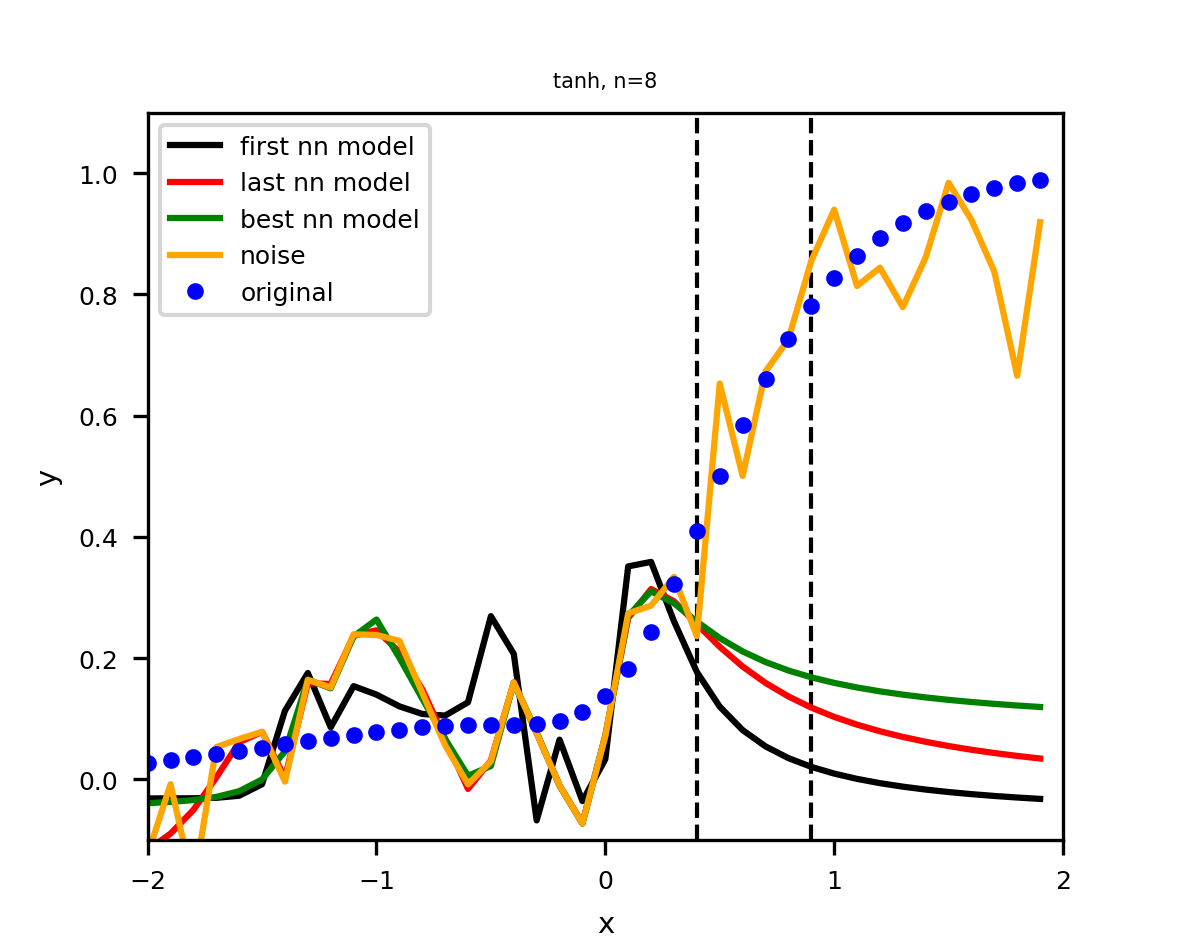 tanh, n=8
first nn model
last nn model
best nn model
noise
original
1.0
0.8
0.6
0.4
0.2
0.0
y
−2
−1
0
1
2
x